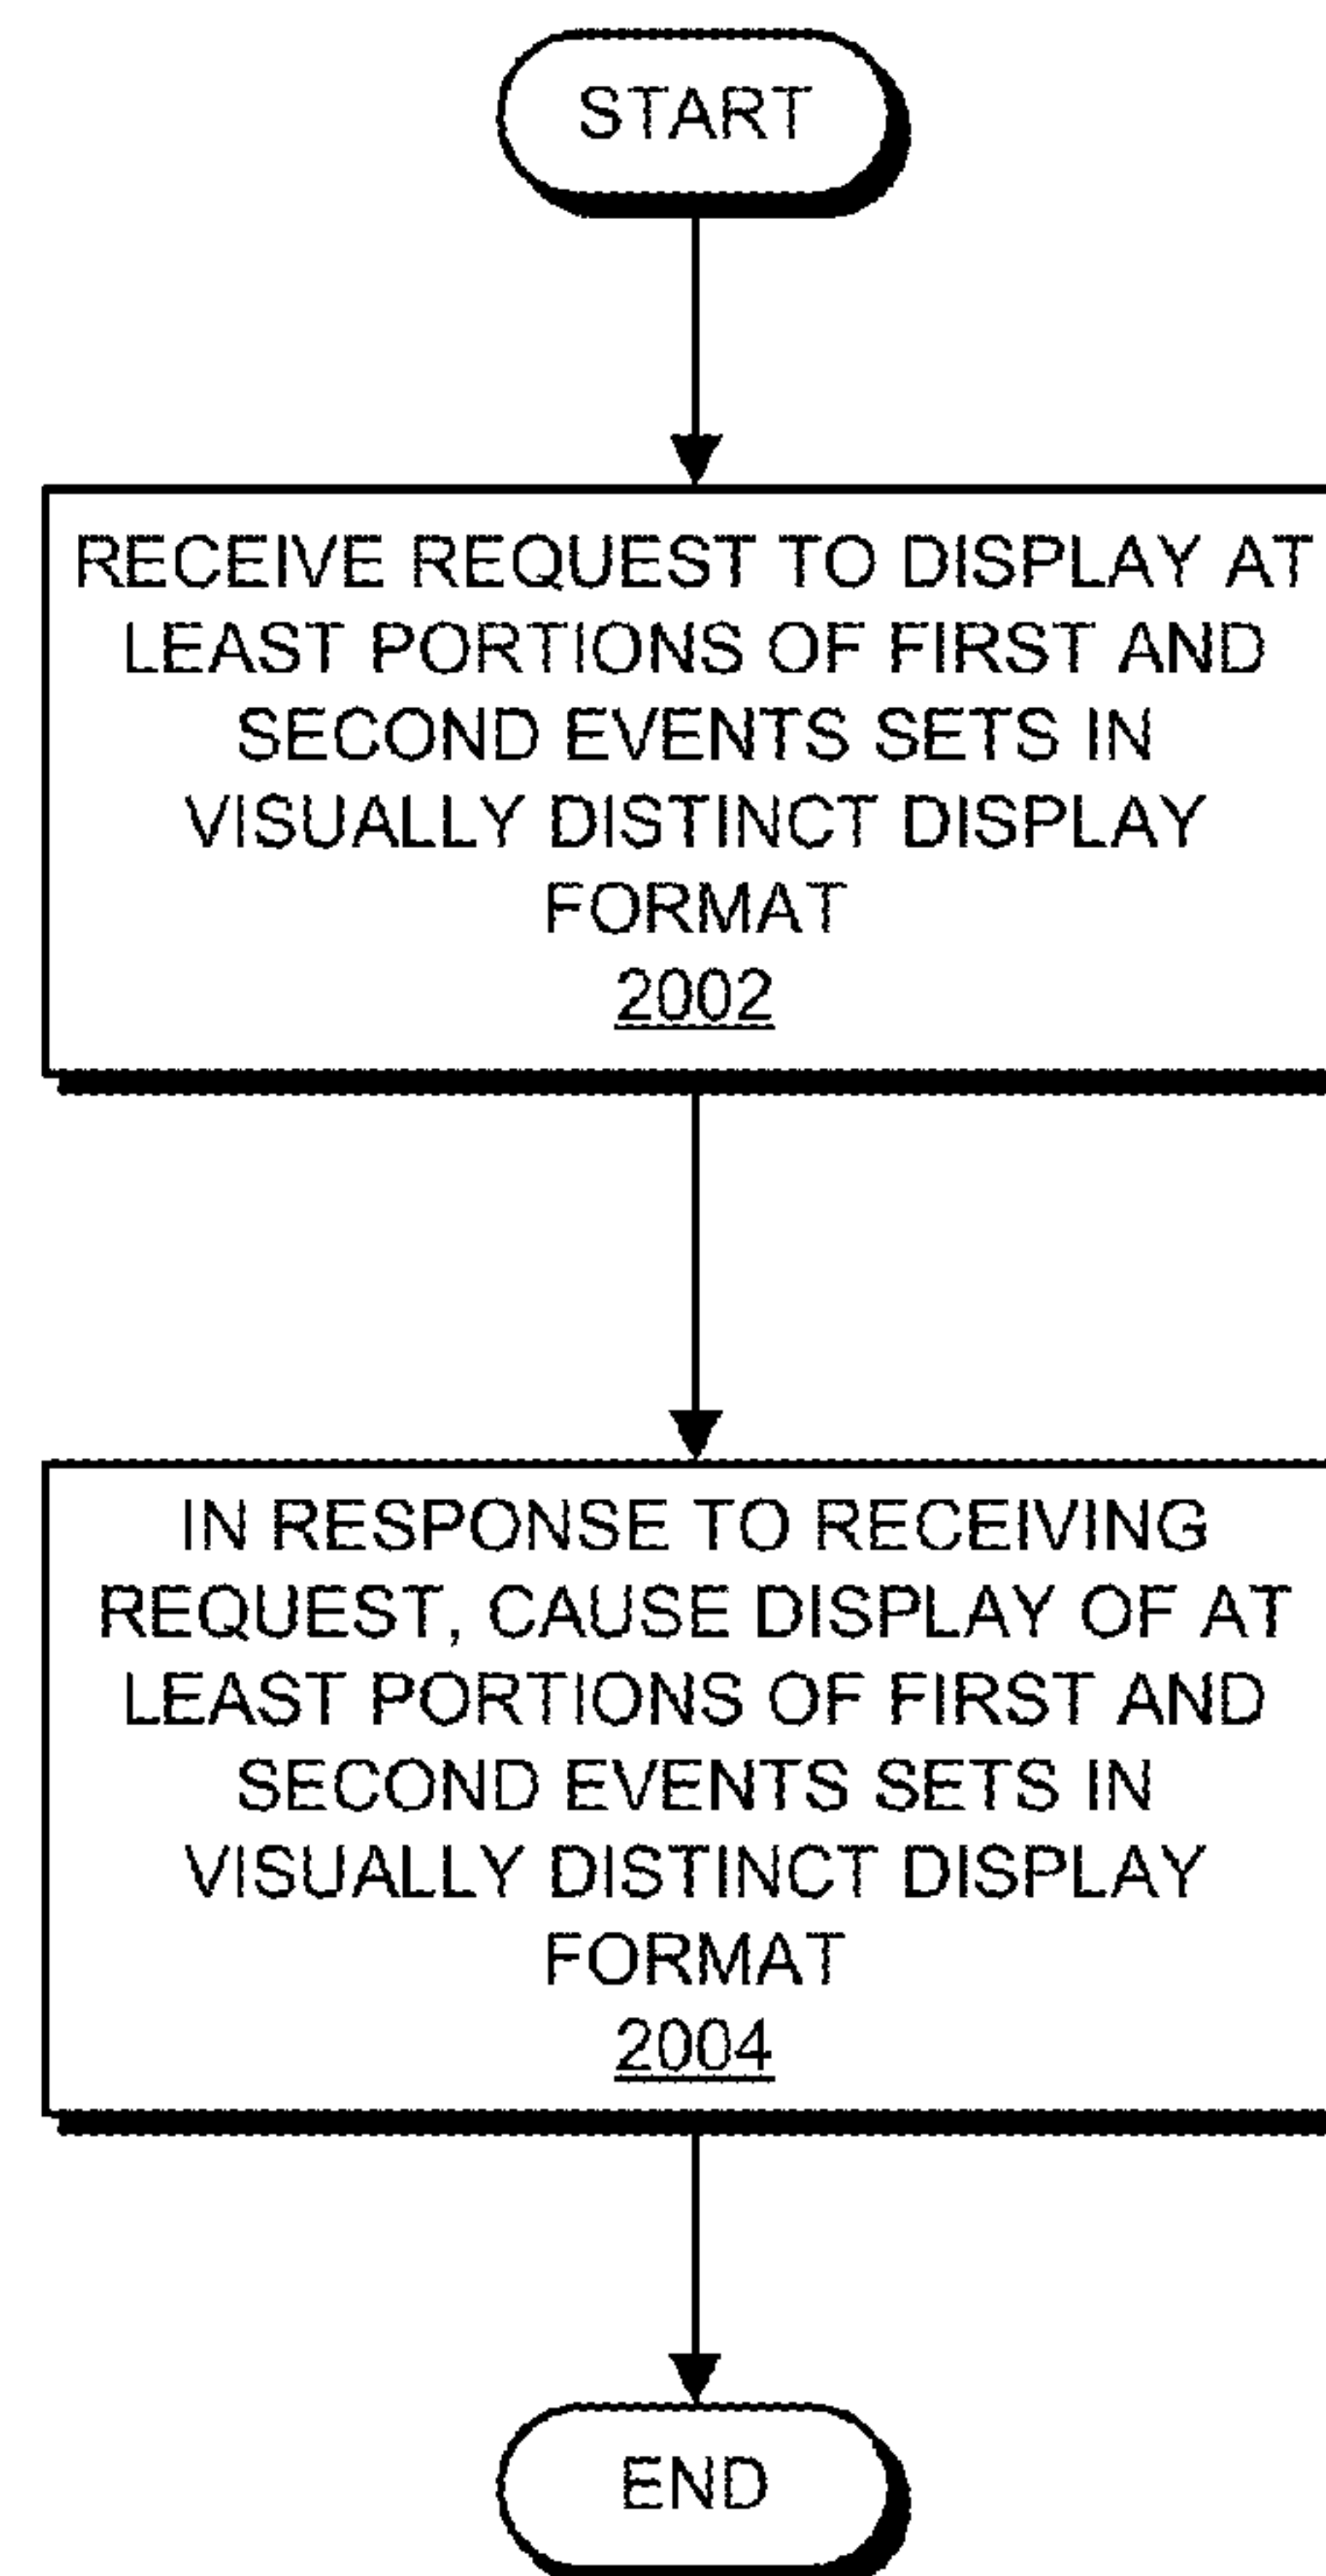 START
RECEIVE REQUEST TO DISPLAY AT
LEAST PORTIONS OF FIRST AND
SECOND EVENTS SETS IN
VISUALLY DISTINCT DISPLAY
FORMAT
2002
IN RESPONSE TO RECEIVING
REQUEST, CAUSE DISPLAY OF AT
LEAST PORTIONS OF FIRST AND
SECOND EVENTS SETS IN
VISUALLY DISTINCT DISPLAY
FORMAT
2004
END